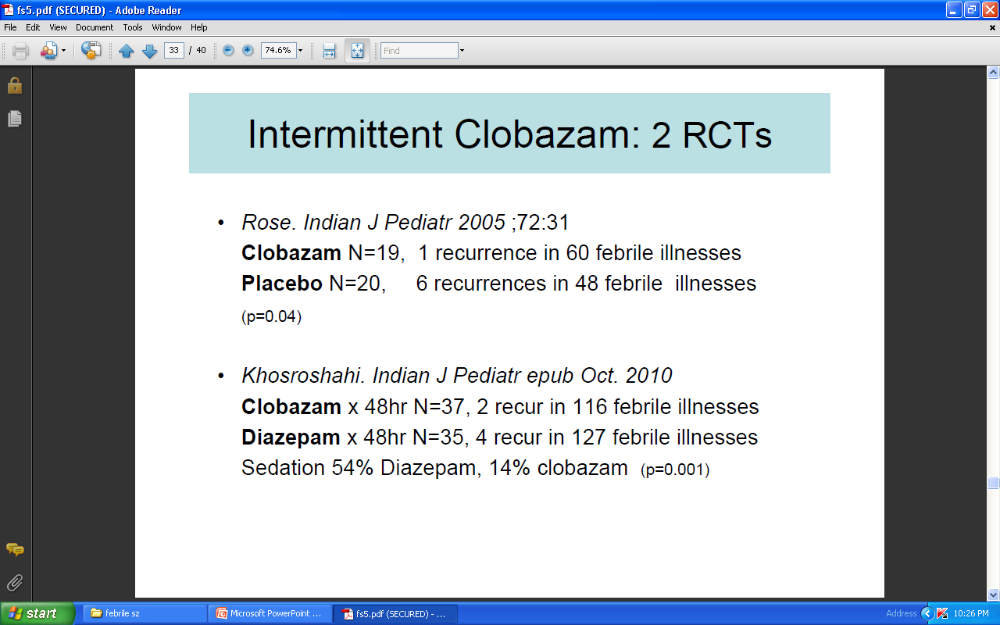 fs5.pdf (SECURED) - Adobe Reader
File Edit View Document Tools Window Help
33 / 40 74.6% Find
Intermittent Clobazam: 2 RCTs
• Rose. Indian J Pediatr 2005 ;72:31
Clobazam N=19, 1 recurrence in 60 febrile illnesses
Placebo N=20, 6 recurrences in 48 febrile illnesses
(p=0.04)
• Khosroshahi. Indian J Pediatr epub Oct. 2010
Clobazam x 48hr N=37, 2 recur in 116 febrile illnesses
Diazepam x 48hr N=35, 4 recur in 127 febrile illnesses
Sedation 54% Diazepam, 14% clobazam (p=0.001)
start febrile sz Microsoft PowerPoint ... fs5.pdf (SECURED) - ... Address 10:26 PM